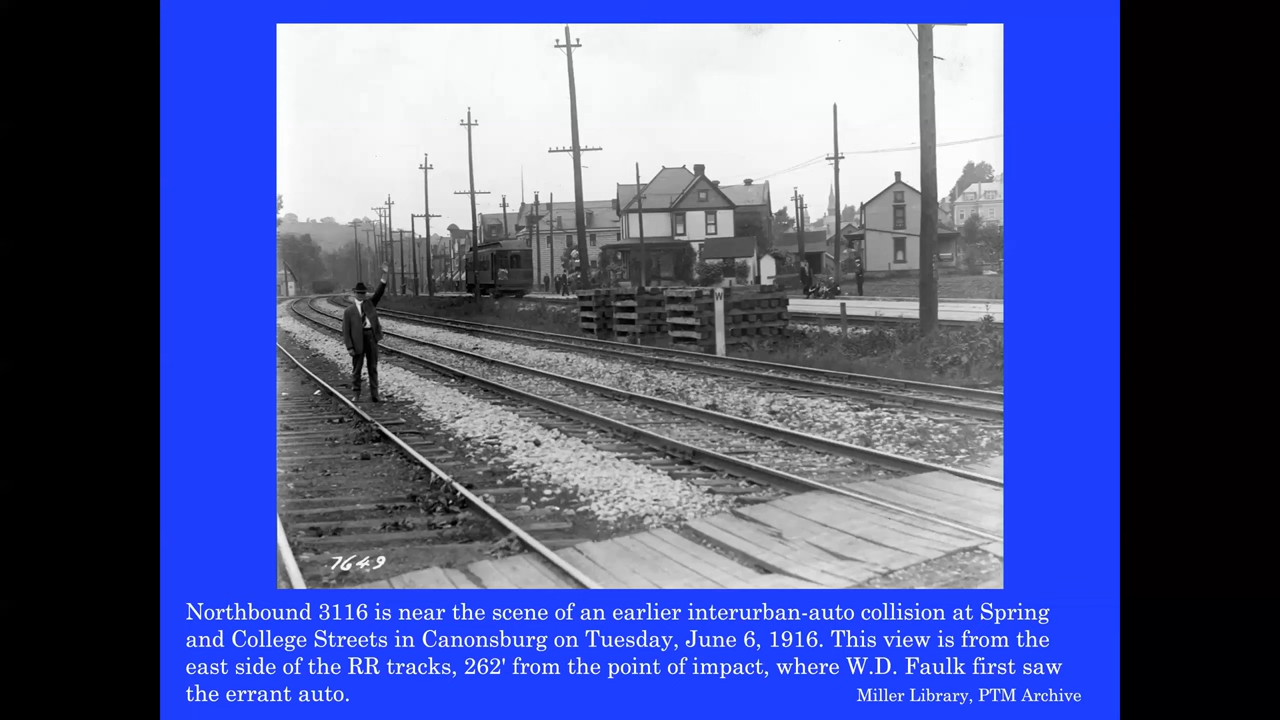 W
7649
Northbound 3116 is near the scene of an earlier interurban-auto collision at Spring
and College Streets in Canonsburg on Tuesday, June 6, 1916. This view is from the
east side of the RR tracks, 262' from the point of impact, where W.D. Faulk first saw
the errant auto.
Miller Library, PTM Archive